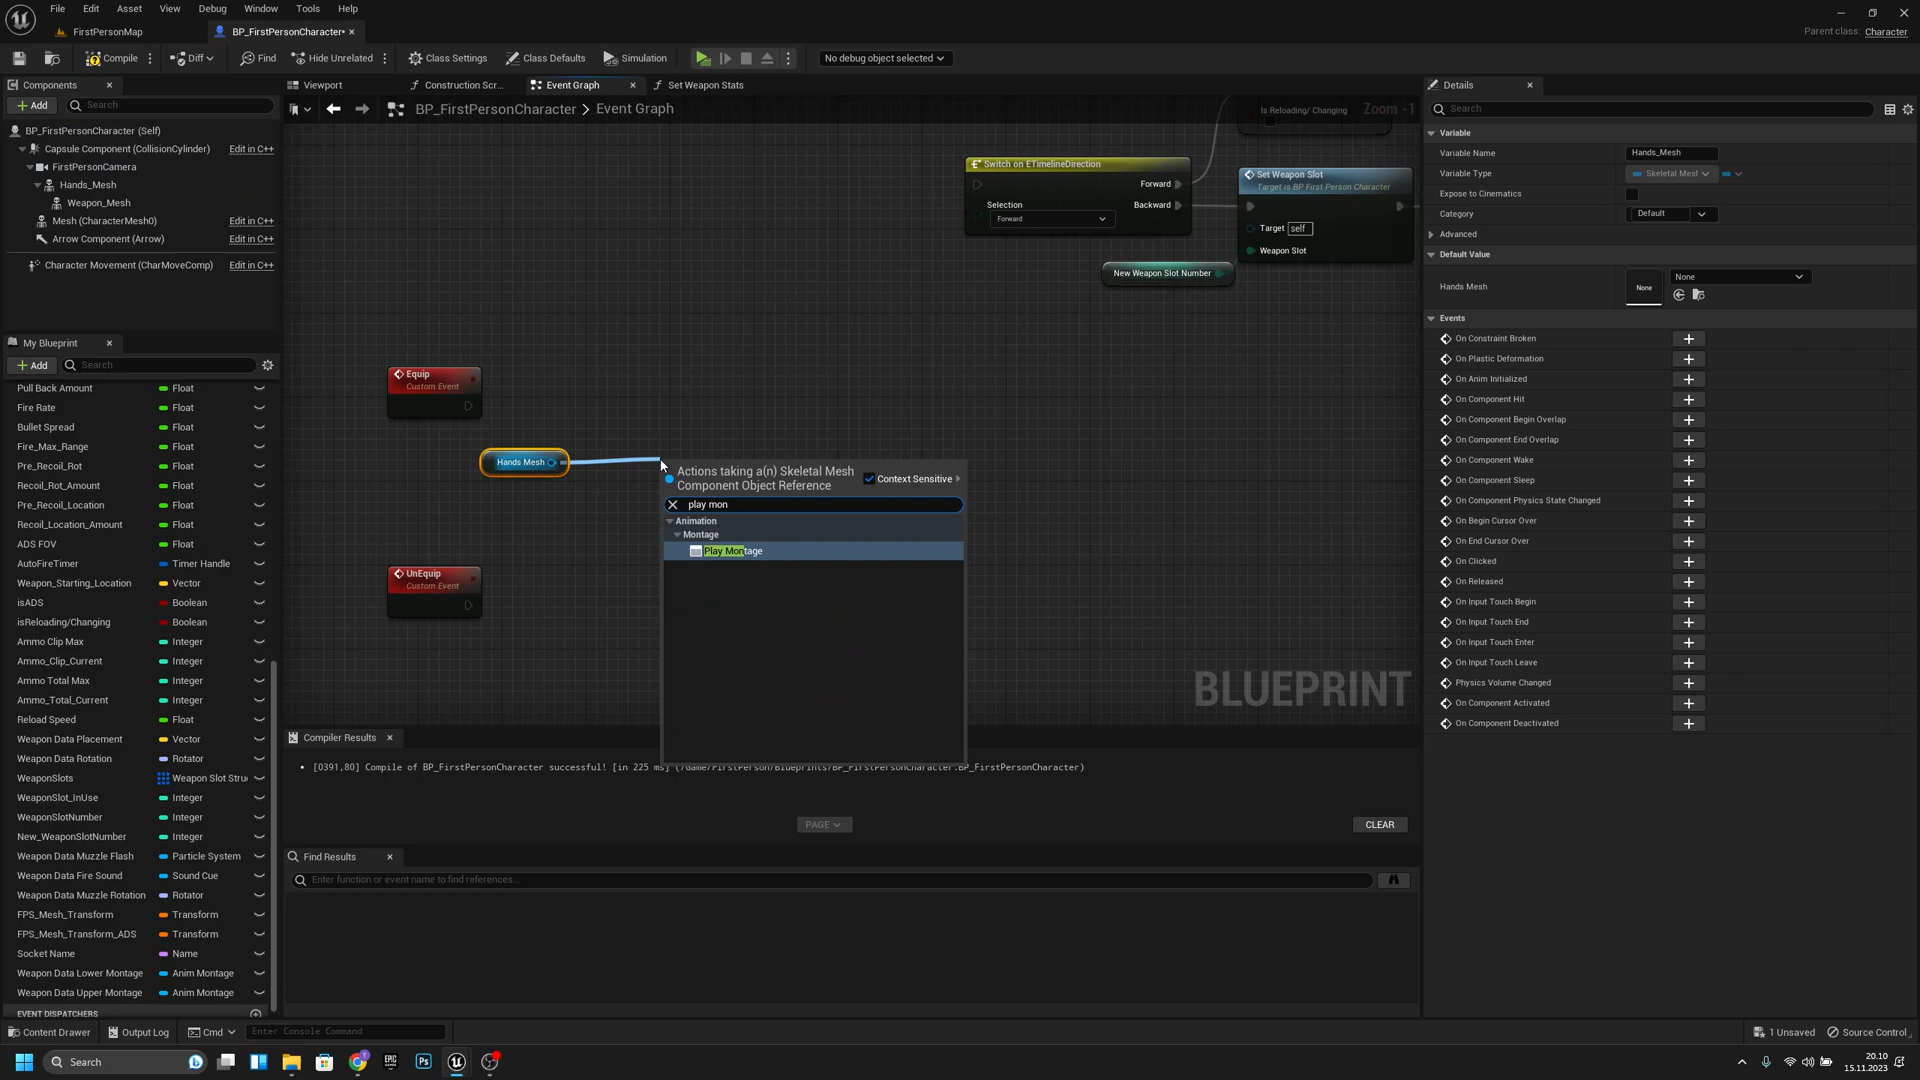 File Edit Asset View Debug Window Tools Help
FirstPersonMap
BP_FirstPersonCharacter•
Parent class: Character
Compile
Diff
Find
Hide Unrelated
Class Settings
Class Defaults
Simulation
No debug object selected
Components
Add
Search
BP_FirstPersonCharacter (Self)
Capsule Component (CollisionCylinder) Edit in C++
FirstPersonCamera
Hands_Mesh
Weapon_Mesh
Mesh (CharacterMesh0) Edit in C++
Arrow Component (Arrow) Edit in C++
Character Movement (CharMoveComp) Edit in C++
My Blueprint
Add
Search
Pull Back Amount Float
Fire Rate Float
Bullet Spread Float
Fire_Max_Range Float
Pre_Recoil_Rot Float
Recoil_Rot_Amount Float
Pre_Recoil_Location Float
Recoil_Location_Amount Float
ADS FOV Float
AutoFireTimer Timer Handle
Weapon_Starting_Location Vector
isADS Boolean
isReloading/Changing Boolean
Ammo Clip Max Integer
Ammo_Clip_Current Integer
Ammo Total Max Integer
Ammo_Total_Current Integer
Reload Speed Float
Weapon Data Placement Vector
Weapon Data Rotation Rotator
WeaponSlots Weapon Slot Struc
WeaponSlot_InUse Integer
WeaponSlotNumber Integer
New_WeaponSlotNumber Integer
Weapon Data Muzzle Flash Particle System
Weapon Data Fire Sound Sound Cue
Weapon Data Muzzle Rotation Rotator
FPS_Mesh_Transform Transform
FPS_Mesh_Transform_ADS Transform
Socket Name Name
Weapon Data Lower Montage Anim Montage
Weapon Data Upper Montage Anim Montage
EVENT DISPATCHERS
Viewport
Construction Scr...
Event Graph
Set Weapon Stats
BP_FirstPersonCharacter > Event Graph
Zoom -1
Is Reloading/ Changing
Switch on ETimelineDirection
Forward
Selection
Forward
Backward
Set Weapon Slot
Target is BP First Person Character
Target self
Weapon Slot
New Weapon Slot Number
Equip
Custom Event
Hands Mesh
UnEquip
Custom Event
Actions taking a(n) Skeletal Mesh
Component Object Reference
Context Sensitive
play mon
Animation
Montage
Play Montage
BLUEPRINT
Compiler Results
[0391,80] Compile of BP_FirstPersonCharacter successful! [in 225 ms] (/Game/FirstPerson/Blueprints/BP_FirstPersonCharacter.BP_FirstPersonCharacter)
PAGE
CLEAR
Find Results
Enter function or event name to find references...
Details
Search
Variable
Variable Name Hands_Mesh
Variable Type Skeletal Mesl
Expose to Cinematics
Category Default
Advanced
Default Value
Hands Mesh
None
None
Events
On Constraint Broken
On Plastic Deformation
On Anim Initialized
On Component Hit
On Component Begin Overlap
On Component End Overlap
On Component Wake
On Component Sleep
On Component Physics State Changed
On Begin Cursor Over
On End Cursor Over
On Clicked
On Released
On Input Touch Begin
On Input Touch End
On Input Touch Enter
On Input Touch Leave
Physics Volume Changed
On Component Activated
On Component Deactivated
Content Drawer
Output Log
Cmd
Enter Console Command
1 Unsaved
Source Control
Search
20.10
15.11.2023